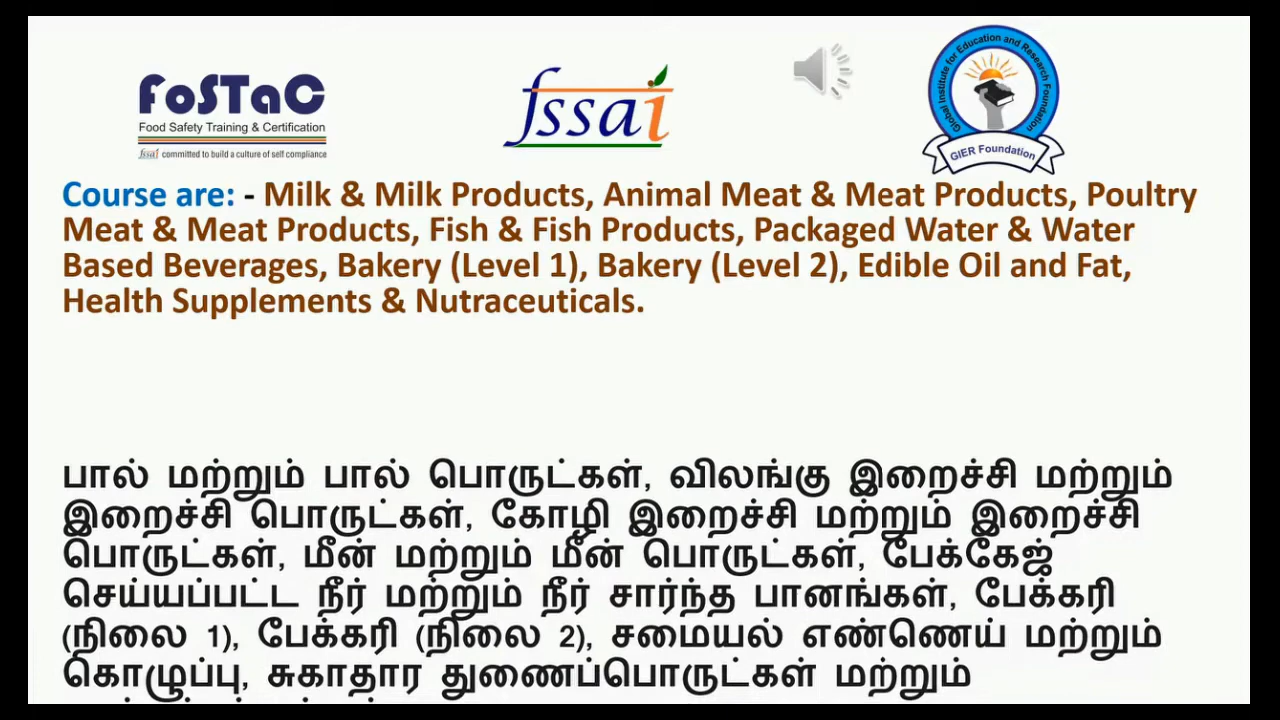 FoSTaC
Food Safety Training & Certification
fssai committed to build a culture of self compliance
fssai
Global Institute for Education and Research Foundation
GIER Foundation
Course are: - Milk & Milk Products, Animal Meat & Meat Products, Poultry
Meat & Meat Products, Fish & Fish Products, Packaged Water & Water
Based Beverages, Bakery (Level 1), Bakery (Level 2), Edible Oil and Fat,
Health Supplements & Nutraceuticals.
பால் மற்றும் பால் பொருட்கள், விலங்கு இறைச்சி மற்றும்
இறைச்சி பொருட்கள், கோழி இறைச்சி மற்றும் இறைச்சி
பொருட்கள், மீன் மற்றும் மீன் பொருட்கள், பேக்கேஜ்
செய்யப்பட்ட நீர் மற்றும் நீர் சார்ந்த பானங்கள், பேக்கரி
(நிலை 1), பேக்கரி (நிலை 2), சமையல் எண்ணெய் மற்றும்
கொழுப்பு, சுகாதார துணைப்பொருட்கள் மற்றும்